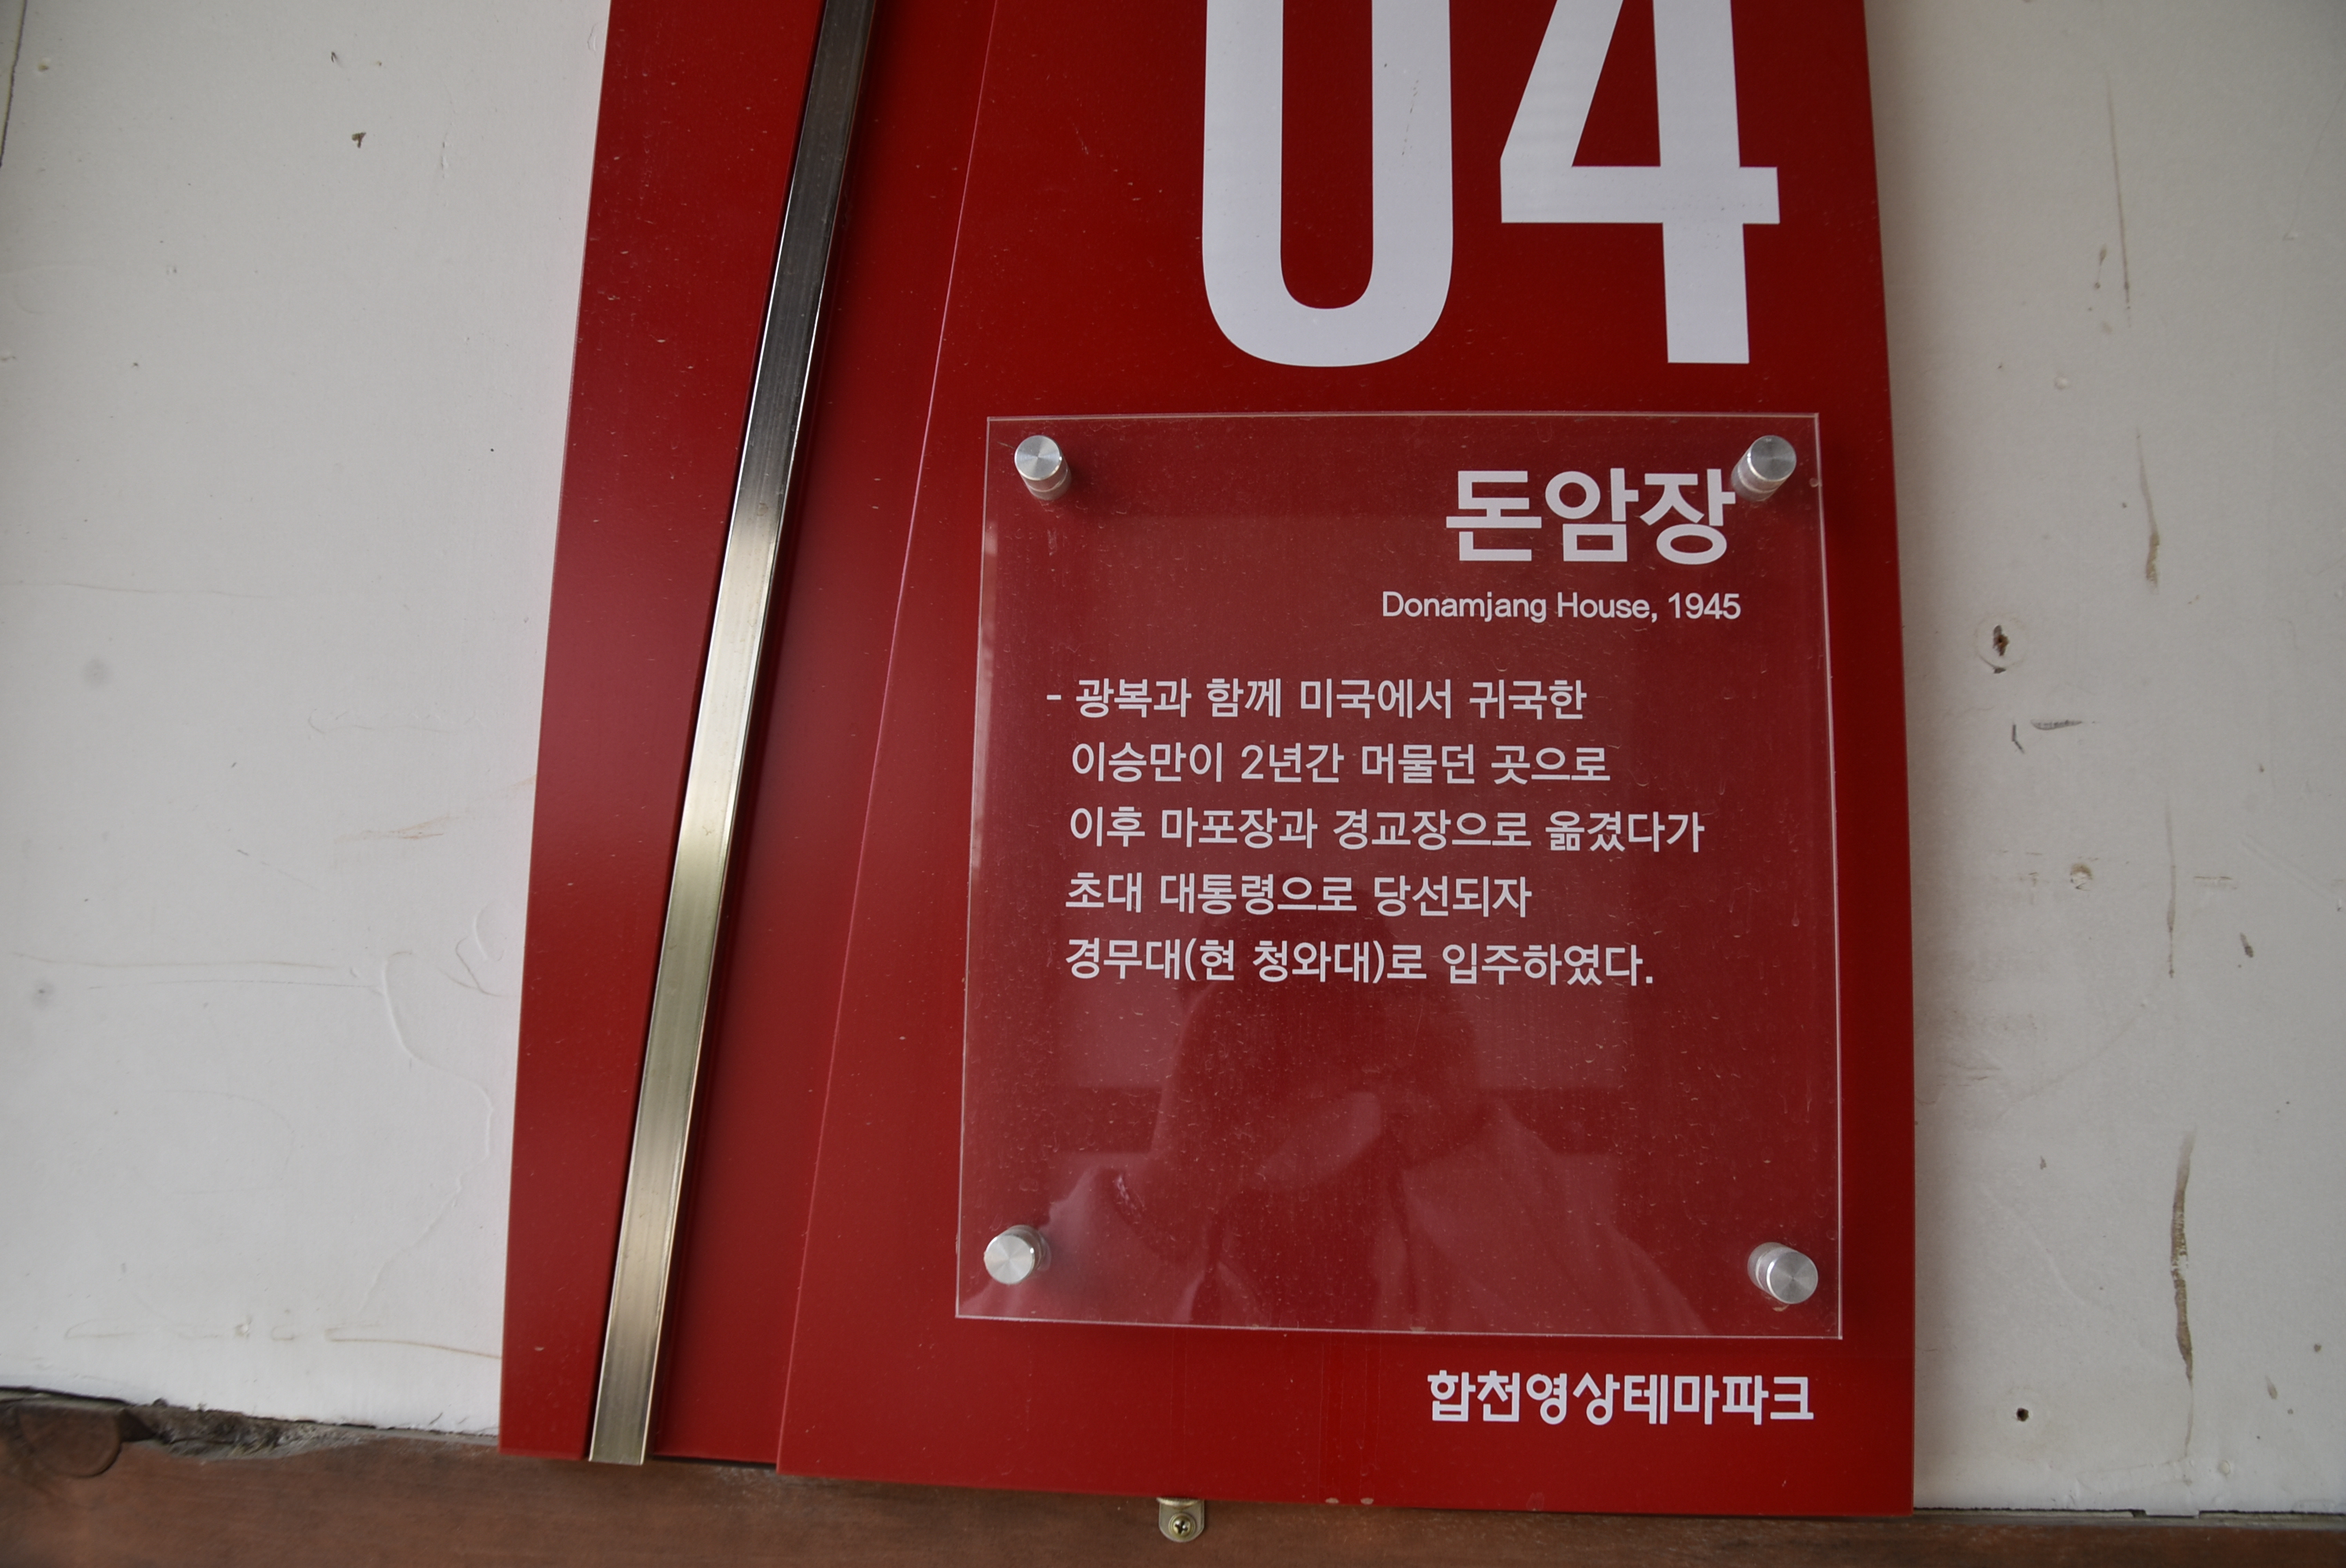 04
돈암장
Donamjang House, 1945
- 광복과 함께 미국에서 귀국한
이승만이 2년간 머물던 곳으로
이후 마포장과 경교장으로 옮겼다가
초대 대통령으로 당선되자
경무대(현 청와대)로 입주하였다.
합천영상테마파크